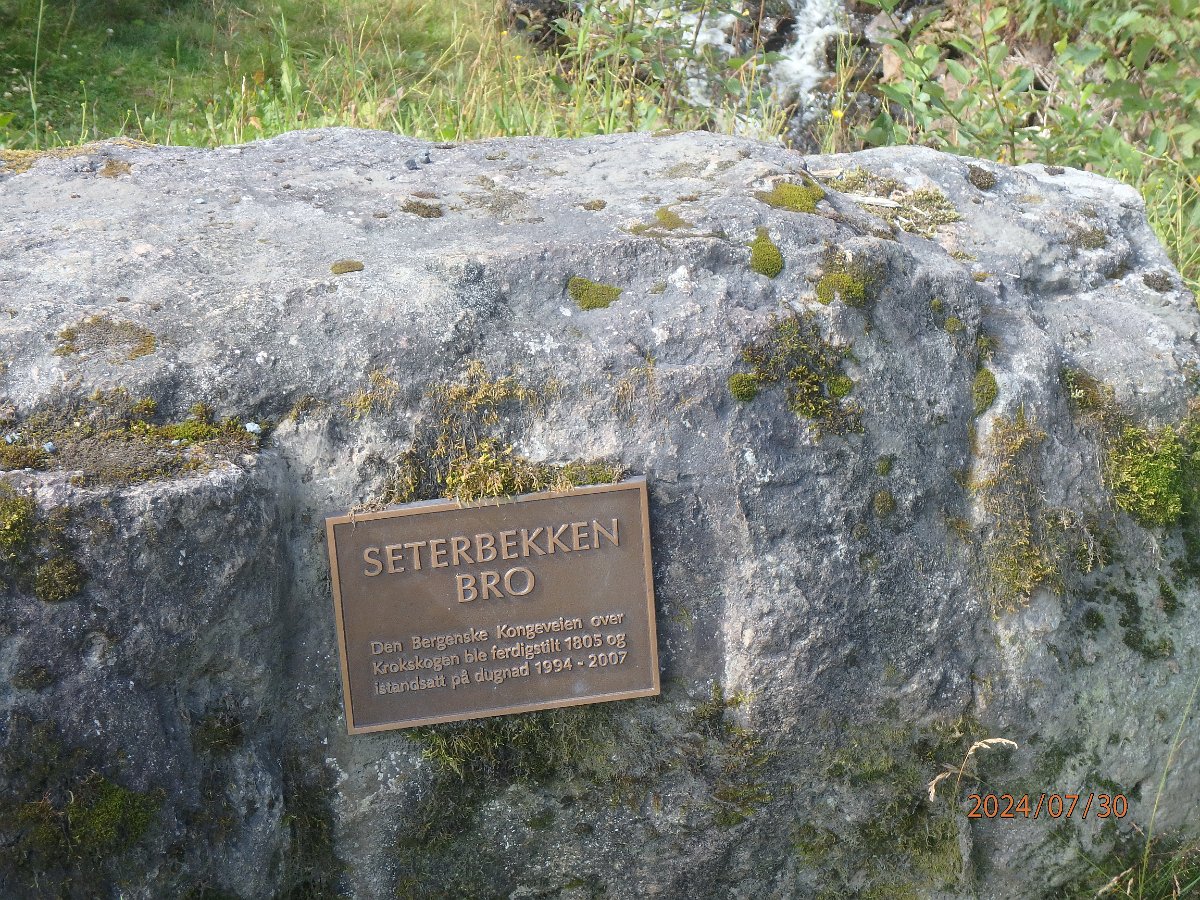 SETERBEKKEN
BRO
Den Bergenske Kongeveien over
Krokskogen ble ferdigstilt 1805 og
istandsatt på dugnad 1994 - 2007
2024/07/30